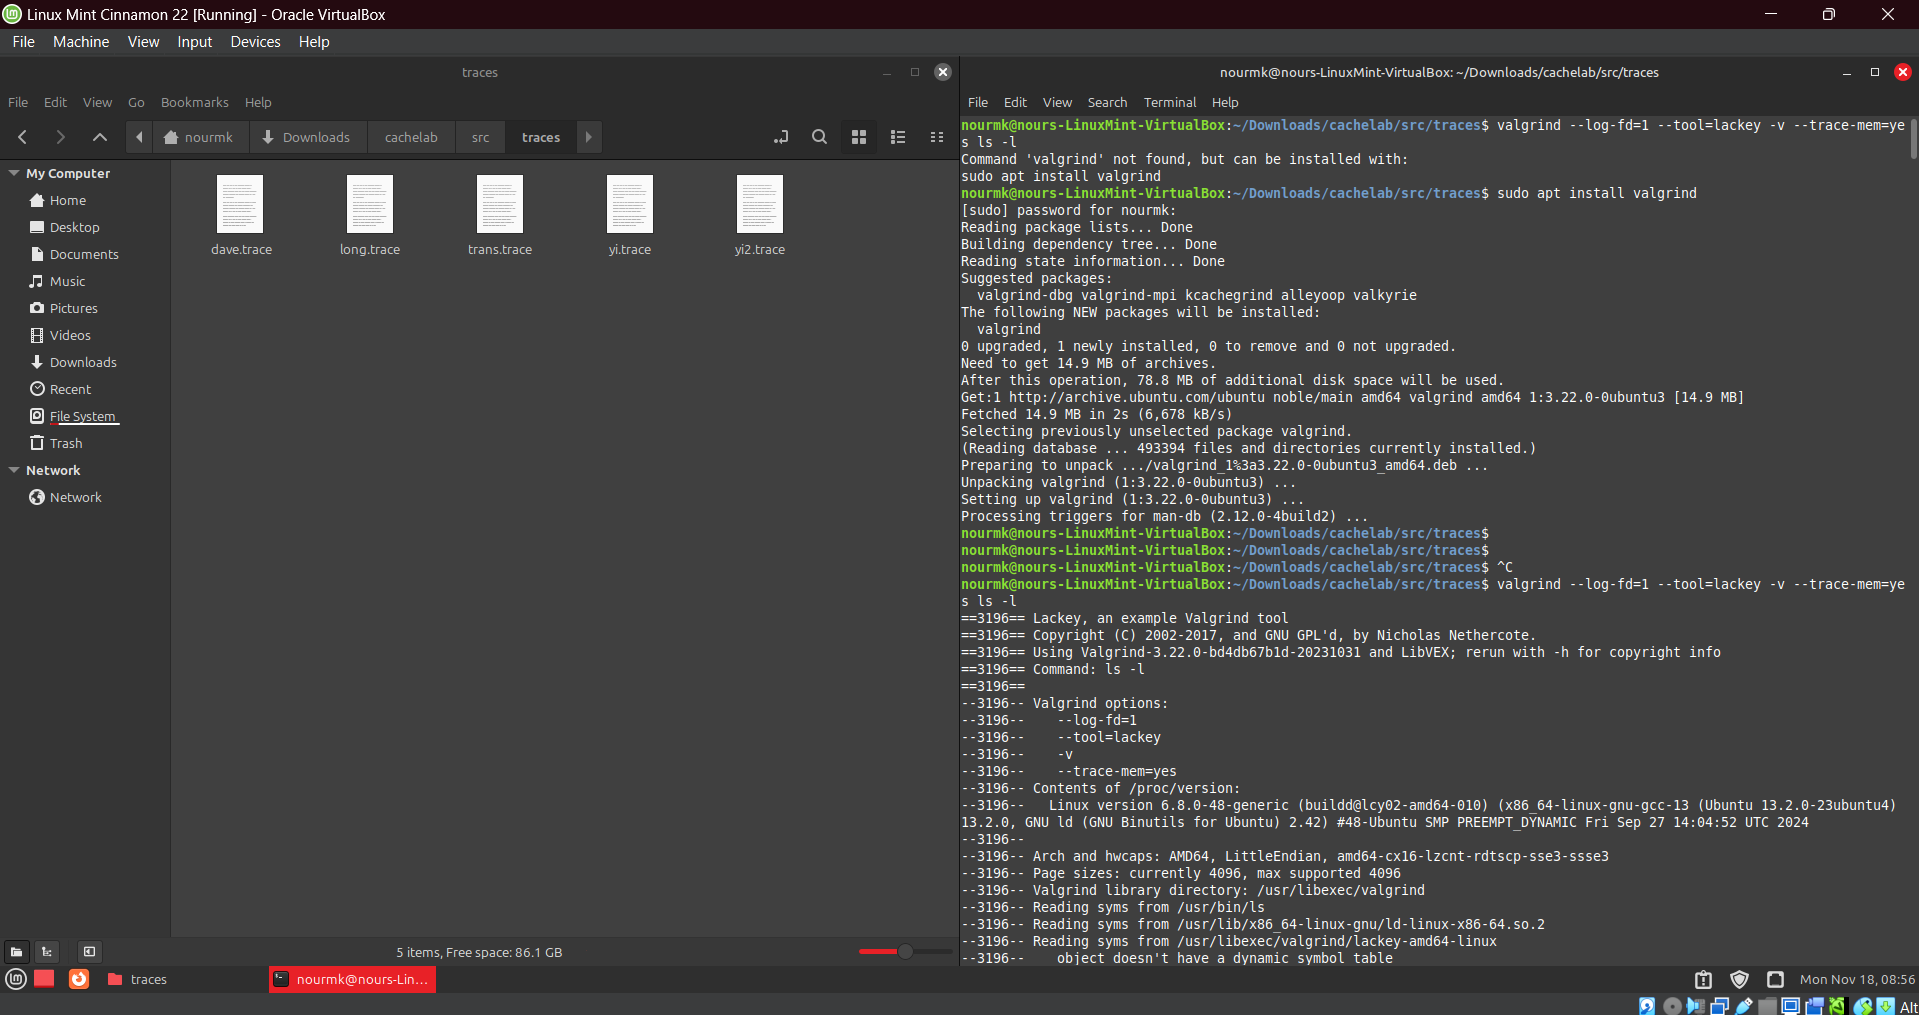 Linux Mint Cinnamon 22 [Running] - Oracle VirtualBox
File Machine View Input Devices Help
traces
File Edit View Go Bookmarks Help
nourmk Downloads cachelab src traces
My Computer
Home
Desktop
Documents
Music
Pictures
Videos
Downloads
Recent
File System
Trash
Network
Network
dave.trace long.trace trans.trace yi.trace yi2.trace
5 items, Free space: 86.1 GB
nourmk@nours-LinuxMint-VirtualBox: ~/Downloads/cachelab/src/traces
File Edit View Search Terminal Help
nourmk@nours-LinuxMint-VirtualBox:~/Downloads/cachelab/src/traces$ valgrind --log-fd=1 --tool=lackey -v --trace-mem=ye
s ls -l
Command 'valgrind' not found, but can be installed with:
sudo apt install valgrind
nourmk@nours-LinuxMint-VirtualBox:~/Downloads/cachelab/src/traces$ sudo apt install valgrind
[sudo] password for nourmk:
Reading package lists... Done
Building dependency tree... Done
Reading state information... Done
Suggested packages:
  valgrind-dbg valgrind-mpi kcachegrind alleyoop valkyrie
The following NEW packages will be installed:
  valgrind
0 upgraded, 1 newly installed, 0 to remove and 0 not upgraded.
Need to get 14.9 MB of archives.
After this operation, 78.8 MB of additional disk space will be used.
Get:1 http://archive.ubuntu.com/ubuntu noble/main amd64 valgrind amd64 1:3.22.0-0ubuntu3 [14.9 MB]
Fetched 14.9 MB in 2s (6,678 kB/s)
Selecting previously unselected package valgrind.
(Reading database ... 493394 files and directories currently installed.)
Preparing to unpack .../valgrind_1%3a3.22.0-0ubuntu3_amd64.deb ...
Unpacking valgrind (1:3.22.0-0ubuntu3) ...
Setting up valgrind (1:3.22.0-0ubuntu3) ...
Processing triggers for man-db (2.12.0-4build2) ...
nourmk@nours-LinuxMint-VirtualBox:~/Downloads/cachelab/src/traces$
nourmk@nours-LinuxMint-VirtualBox:~/Downloads/cachelab/src/traces$
nourmk@nours-LinuxMint-VirtualBox:~/Downloads/cachelab/src/traces$ ^C
nourmk@nours-LinuxMint-VirtualBox:~/Downloads/cachelab/src/traces$ valgrind --log-fd=1 --tool=lackey -v --trace-mem=ye
s ls -l
==3196== Lackey, an example Valgrind tool
==3196== Copyright (C) 2002-2017, and GNU GPL'd, by Nicholas Nethercote.
==3196== Using Valgrind-3.22.0-bd4db67b1d-20231031 and LibVEX; rerun with -h for copyright info
==3196== Command: ls -l
==3196==
--3196-- Valgrind options:
--3196--    --log-fd=1
--3196--    --tool=lackey
--3196--    -v
--3196--    --trace-mem=yes
--3196-- Contents of /proc/version:
--3196--   Linux version 6.8.0-48-generic (buildd@lcy02-amd64-010) (x86_64-linux-gnu-gcc-13 (Ubuntu 13.2.0-23ubuntu4)
13.2.0, GNU ld (GNU Binutils for Ubuntu) 2.42) #48-Ubuntu SMP PREEMPT_DYNAMIC Fri Sep 27 14:04:52 UTC 2024
--3196--
--3196-- Arch and hwcaps: AMD64, LittleEndian, amd64-cx16-lzcnt-rdtscp-sse3-ssse3
--3196-- Page sizes: currently 4096, max supported 4096
--3196-- Valgrind library directory: /usr/libexec/valgrind
--3196-- Reading syms from /usr/bin/ls
--3196-- Reading syms from /usr/lib/x86_64-linux-gnu/ld-linux-x86-64.so.2
--3196-- Reading syms from /usr/libexec/valgrind/lackey-amd64-linux
--3196--    object doesn't have a dynamic symbol table
traces nourmk@nours-Lin... Mon Nov 18, 08:56
Alt